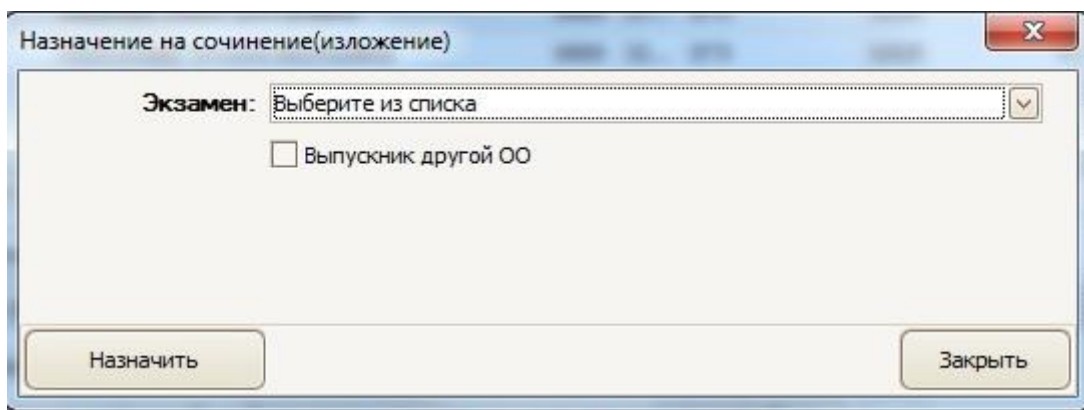 Назначение на сочинение(изложение)
Экзамен: Выберите из списка
Выпускник другой ОО
Назначить Закрыть